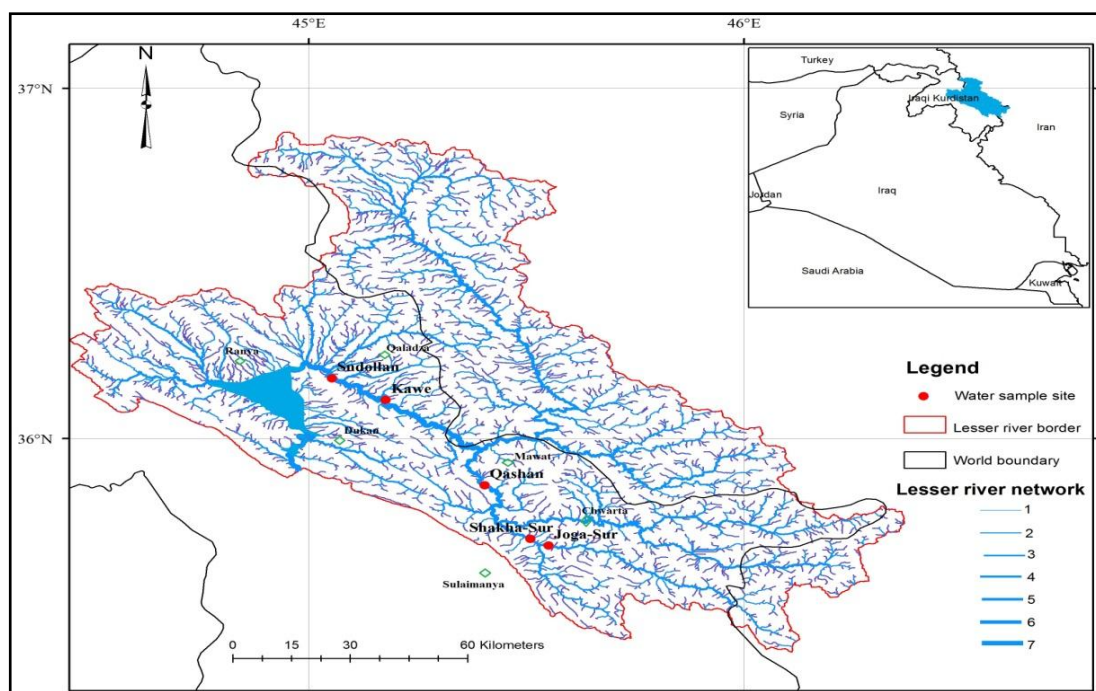 45°E
46°E
N
37°N
36°N
Turkey
Syria
Iraqi Kurdistan
Iran
Iraq
Jordan
Saudi Arabia
Kuwait
Ranya
Qaladza
Sndollan
Kawe
Dukan
Mawat
Qashan
Chwarta
Shakha-Sur
Joga-Sur
Sulaimanya
Legend
Water sample site
Lesser river border
World boundary
Lesser river network
1
2
3
4
5
6
7
0 15 30 60 Kilometers